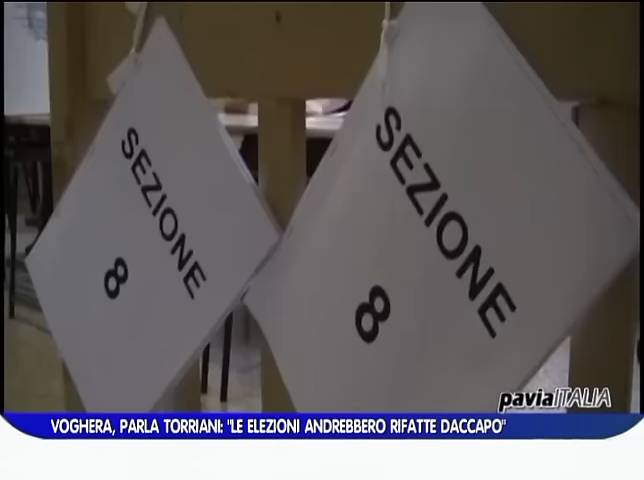 SEZIONE
8
SEZIONE
8
paviaITALIA
VOGHERA, PARLA TORRIANI: "LE ELEZIONI ANDREBBERO RIFATTE DACCAPO"